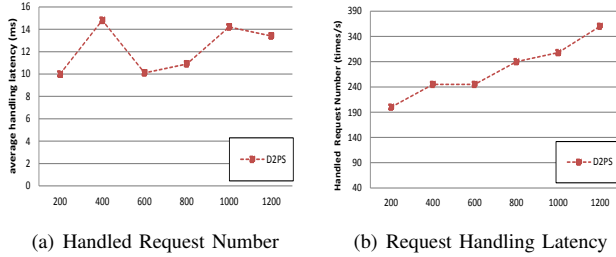 average handling latency (ms)
16
14
12
10
8
6
4
2
0
200 400 600 800 1000 1200
D2PS
(a) Handled Request Number
Handled Request Number (times/s)
390
340
290
240
190
140
90
40
200 400 600 800 1000 1200
D2PS
(b) Request Handling Latency